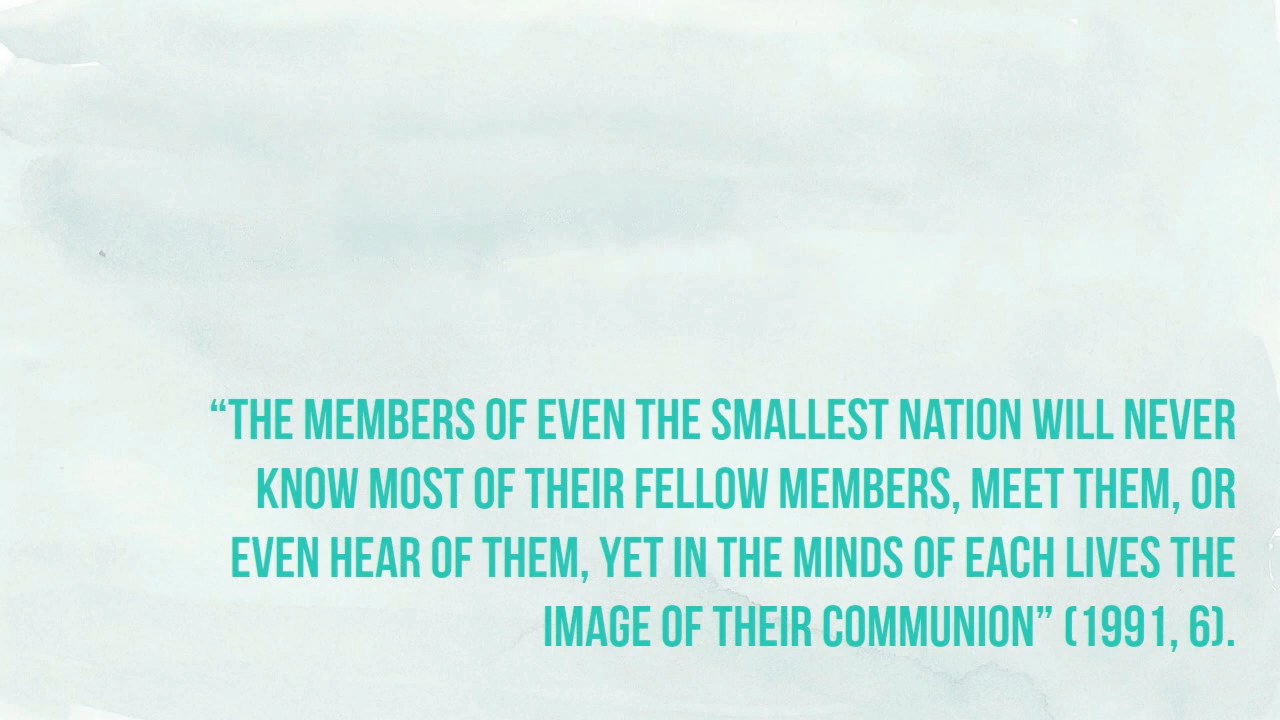 “THE MEMBERS OF EVEN THE SMALLEST NATION WILL NEVER
KNOW MOST OF THEIR FELLOW MEMBERS, MEET THEM, OR
EVEN HEAR OF THEM, YET IN THE MINDS OF EACH LIVES THE
IMAGE OF THEIR COMMUNION” (1991, 6).